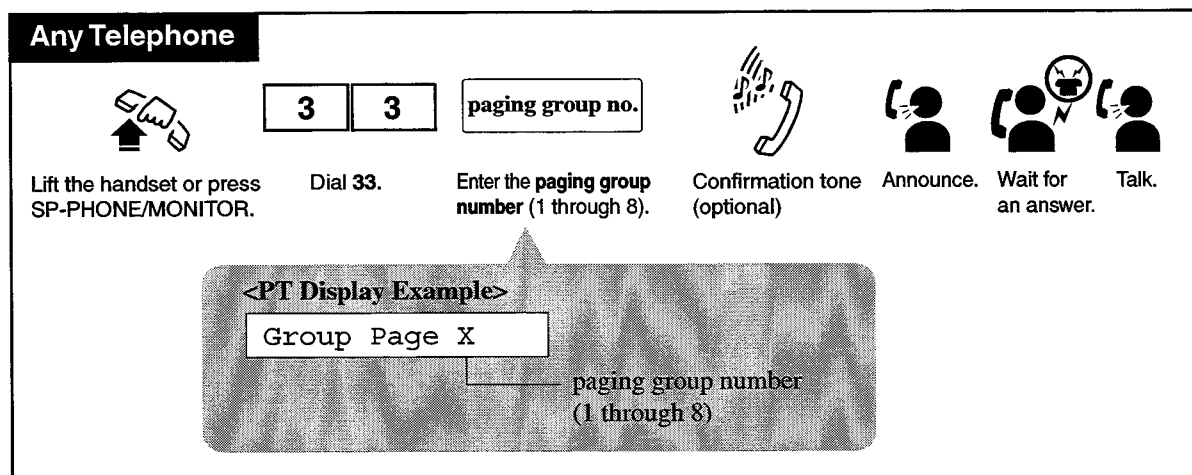 Any Telephone
3 3
paging group no.
Lift the handset or press
SP-PHONE/MONITOR.
Dial 33.
Enter the paging group
number (1 through 8).
Confirmation tone
(optional)
Announce.
Wait for
an answer.
Talk.
<PT Display Example>
Group Page X
paging group number
(1 through 8)